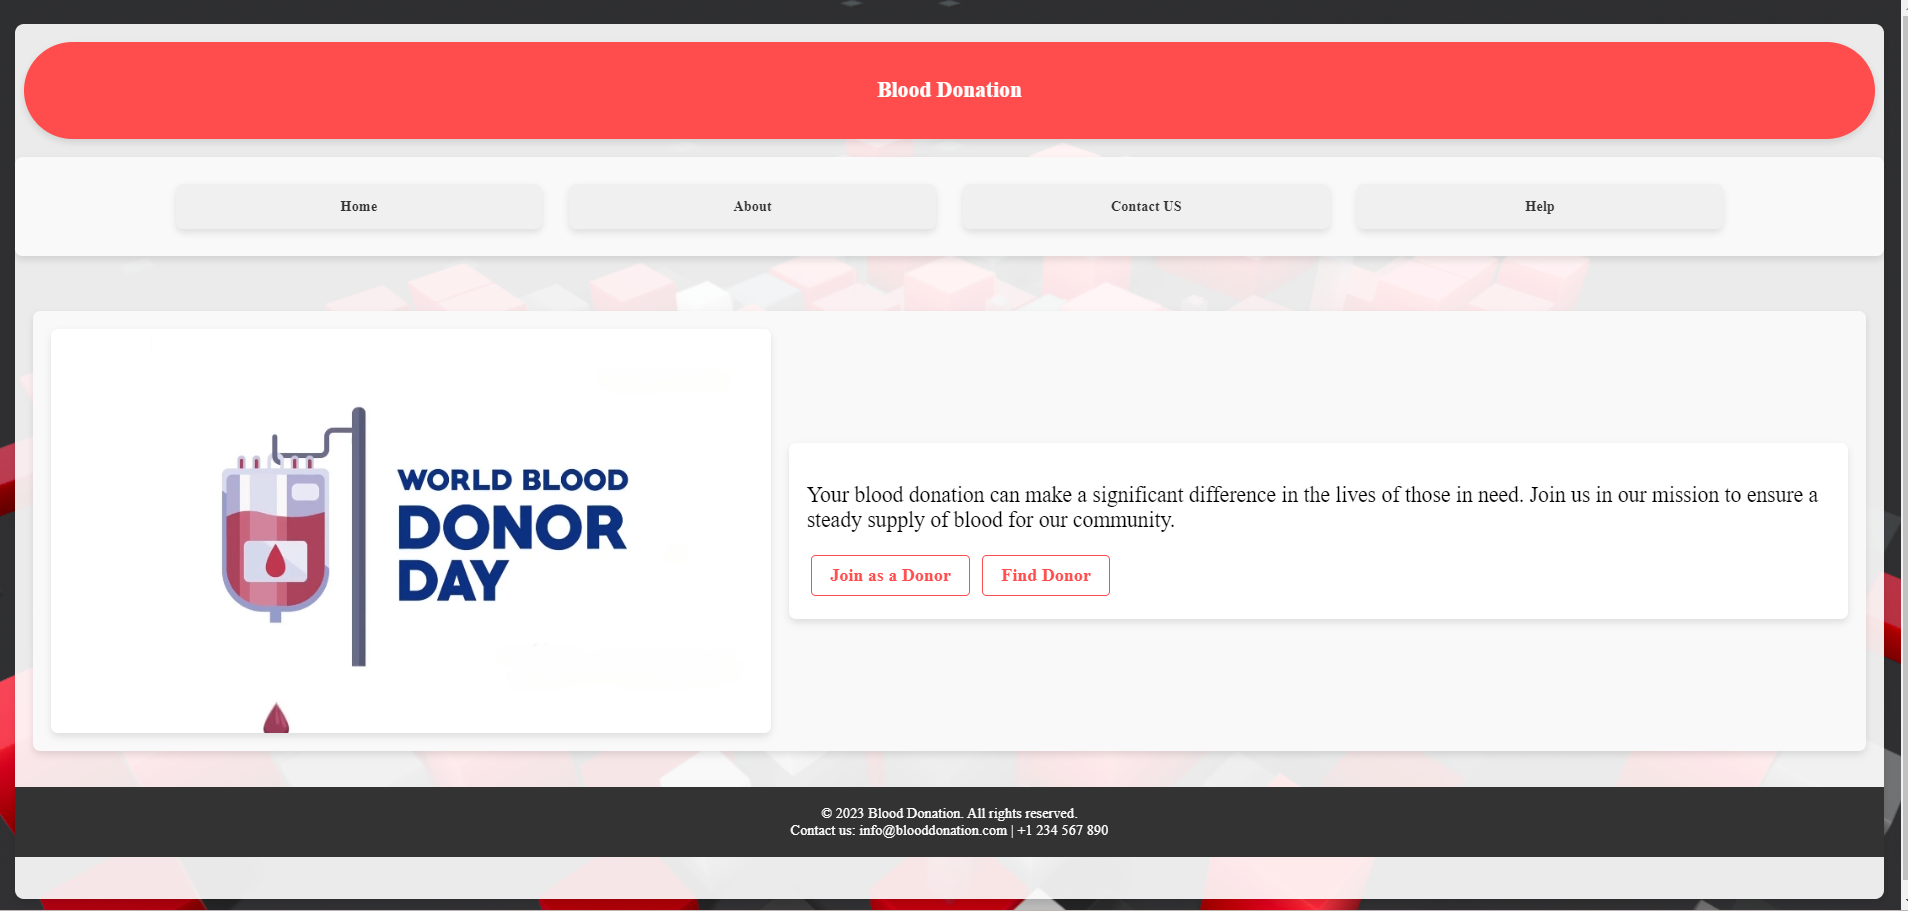 Blood Donation
Home
About
Contact US
Help
WORLD BLOOD
DONOR
DAY
Your blood donation can make a significant difference in the lives of those in need. Join us in our mission to ensure a
steady supply of blood for our community.
Join as a Donor
Find Donor
© 2023 Blood Donation. All rights reserved.
Contact us: info@blooddonation.com | +1 234 567 890